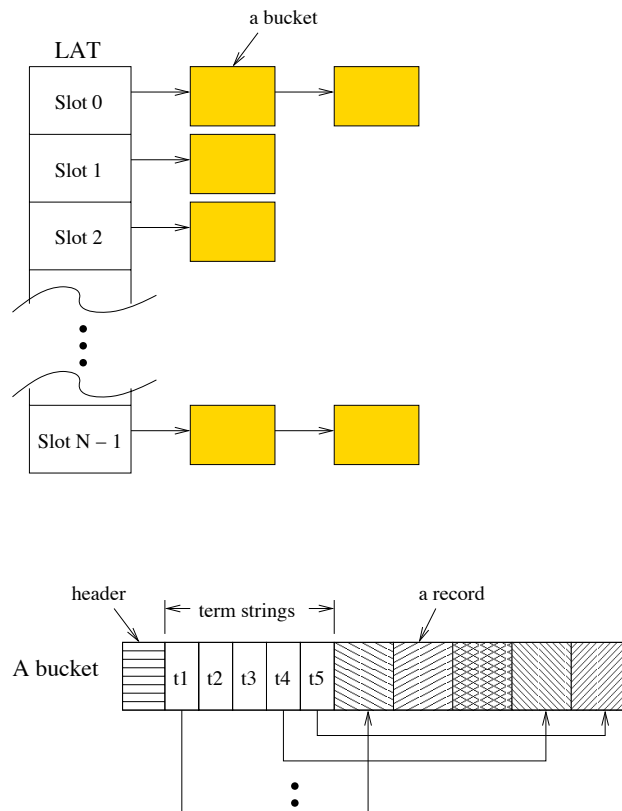 a bucket
LAT
Slot 0
Slot 1
Slot 2
Slot N – 1
header
term strings
a record
A bucket
t1 t2 t3 t4 t5